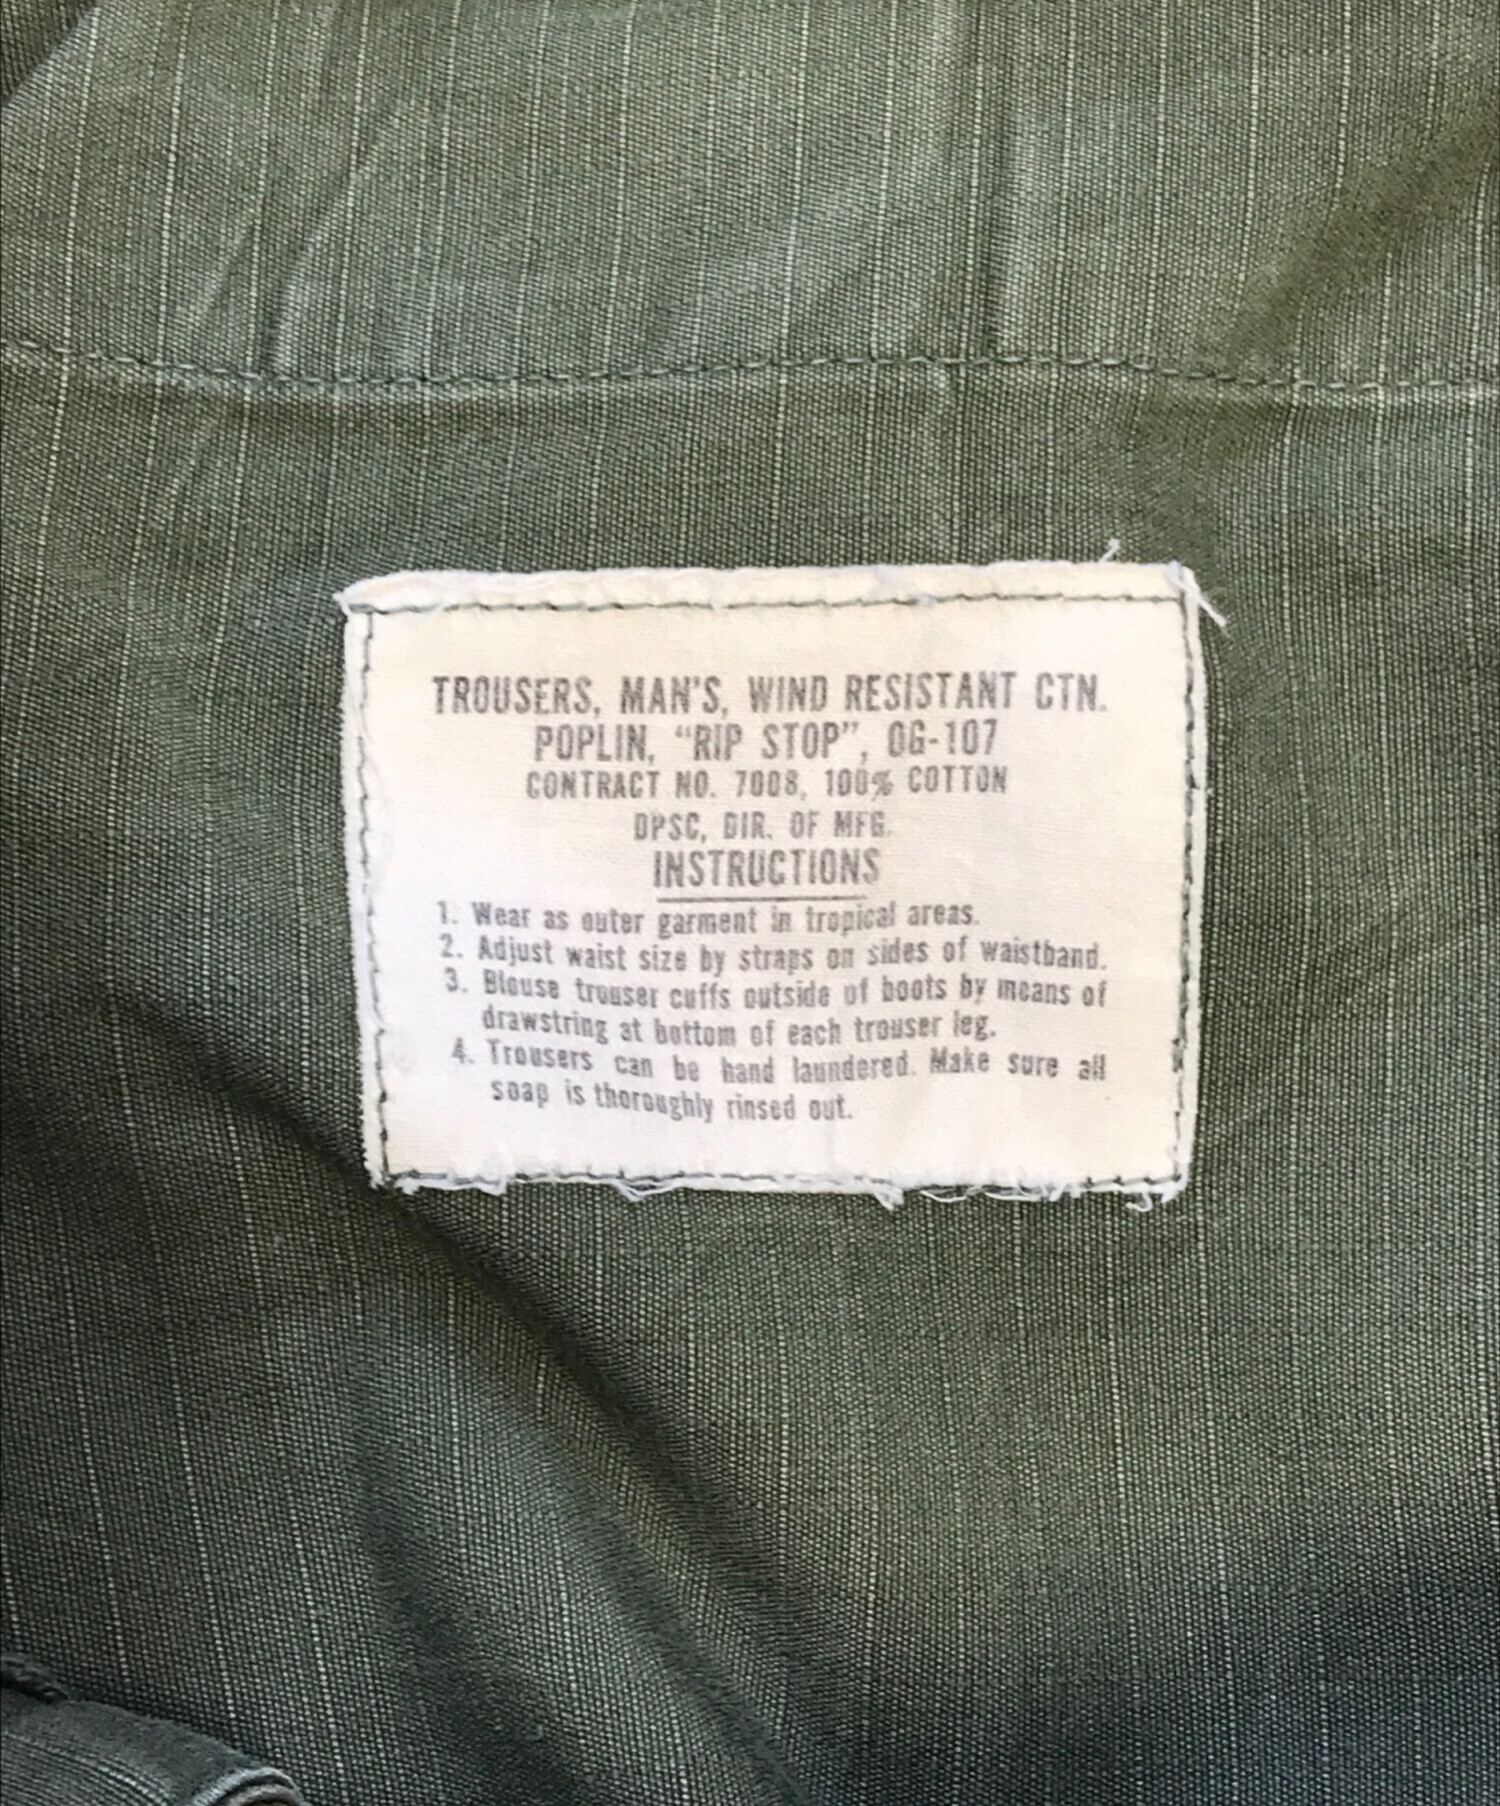 TROUSERS, MAN'S, WIND RESISTANT CTN.
POPLIN, “RIP STOP”, OG-107
CONTRACT NO. 7008, 100% COTTON
DPSC, DIR. OF MFG.
INSTRUCTIONS
1. Wear as outer garment in tropical areas.
2. Adjust waist size by straps on sides of waistband.
3. Blouse trouser cuffs outside of boots by means of
drawstring at bottom of each trouser leg.
4. Trousers can be hand laundered. Make sure all
soap is thoroughly rinsed out.